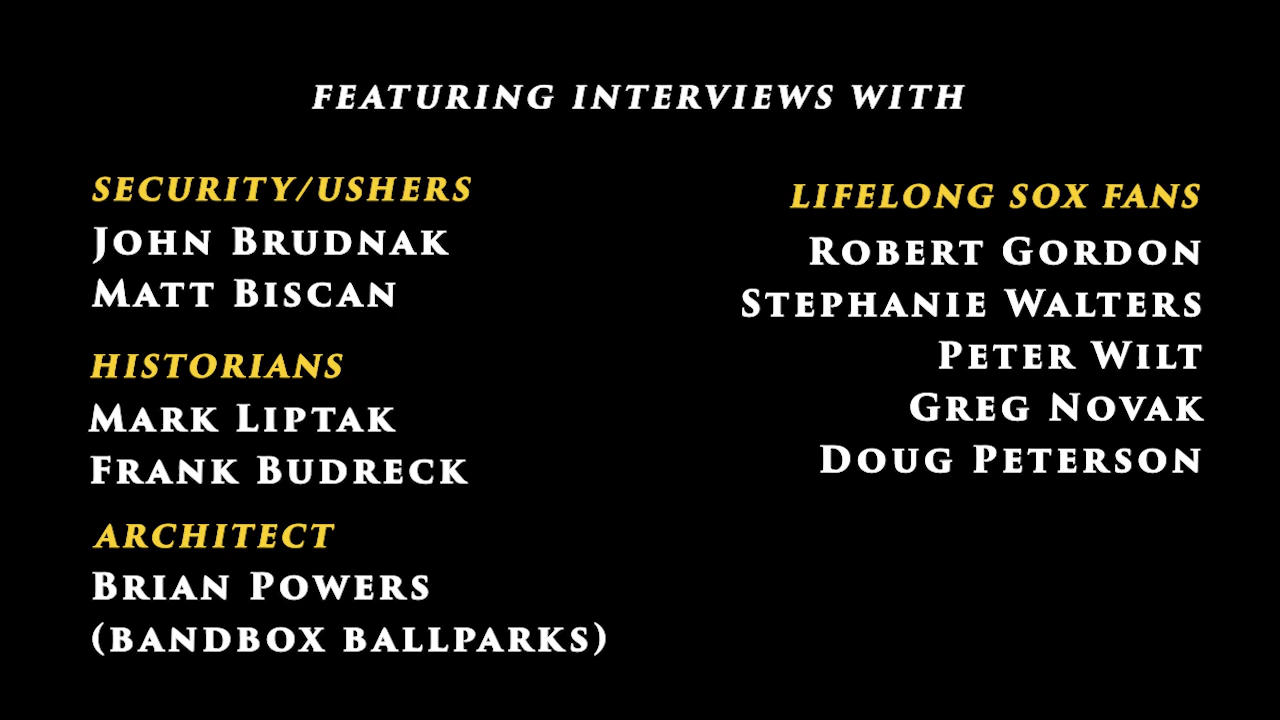 FEATURING INTERVIEWS WITH
SECURITY/USHERS
JOHN BRUDNAK
MATT BISCAN
HISTORIANS
MARK LIPTAK
FRANK BUDRECK
ARCHITECT
BRIAN POWERS
(BANDBOX BALLPARKS)
LIFELONG SOX FANS
ROBERT GORDON
STEPHANIE WALTERS
PETER WILT
GREG NOVAK
DOUG PETERSON